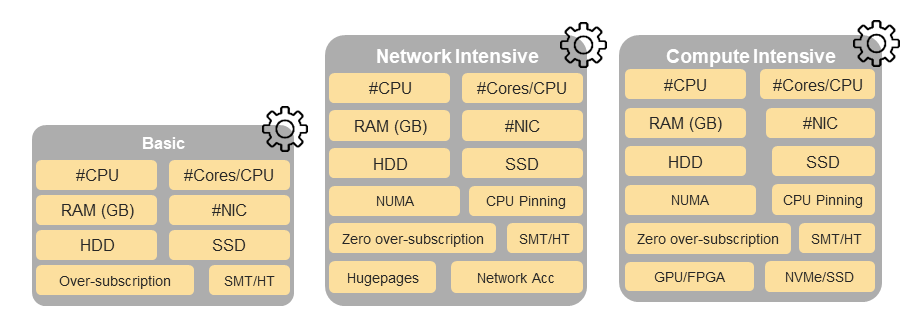 Basic
#CPU
#Cores/CPU
RAM (GB)
#NIC
HDD
SSD
Over-subscription
SMT/HT
Network Intensive
#CPU
#Cores/CPU
RAM (GB)
#NIC
HDD
SSD
NUMA
CPU Pinning
Zero over-subscription
SMT/HT
Hugepages
Network Acc
Compute Intensive
#CPU
#Cores/CPU
RAM (GB)
#NIC
HDD
SSD
NUMA
CPU Pinning
Zero over-subscription
SMT/HT
GPU/FPGA
NVMe/SSD